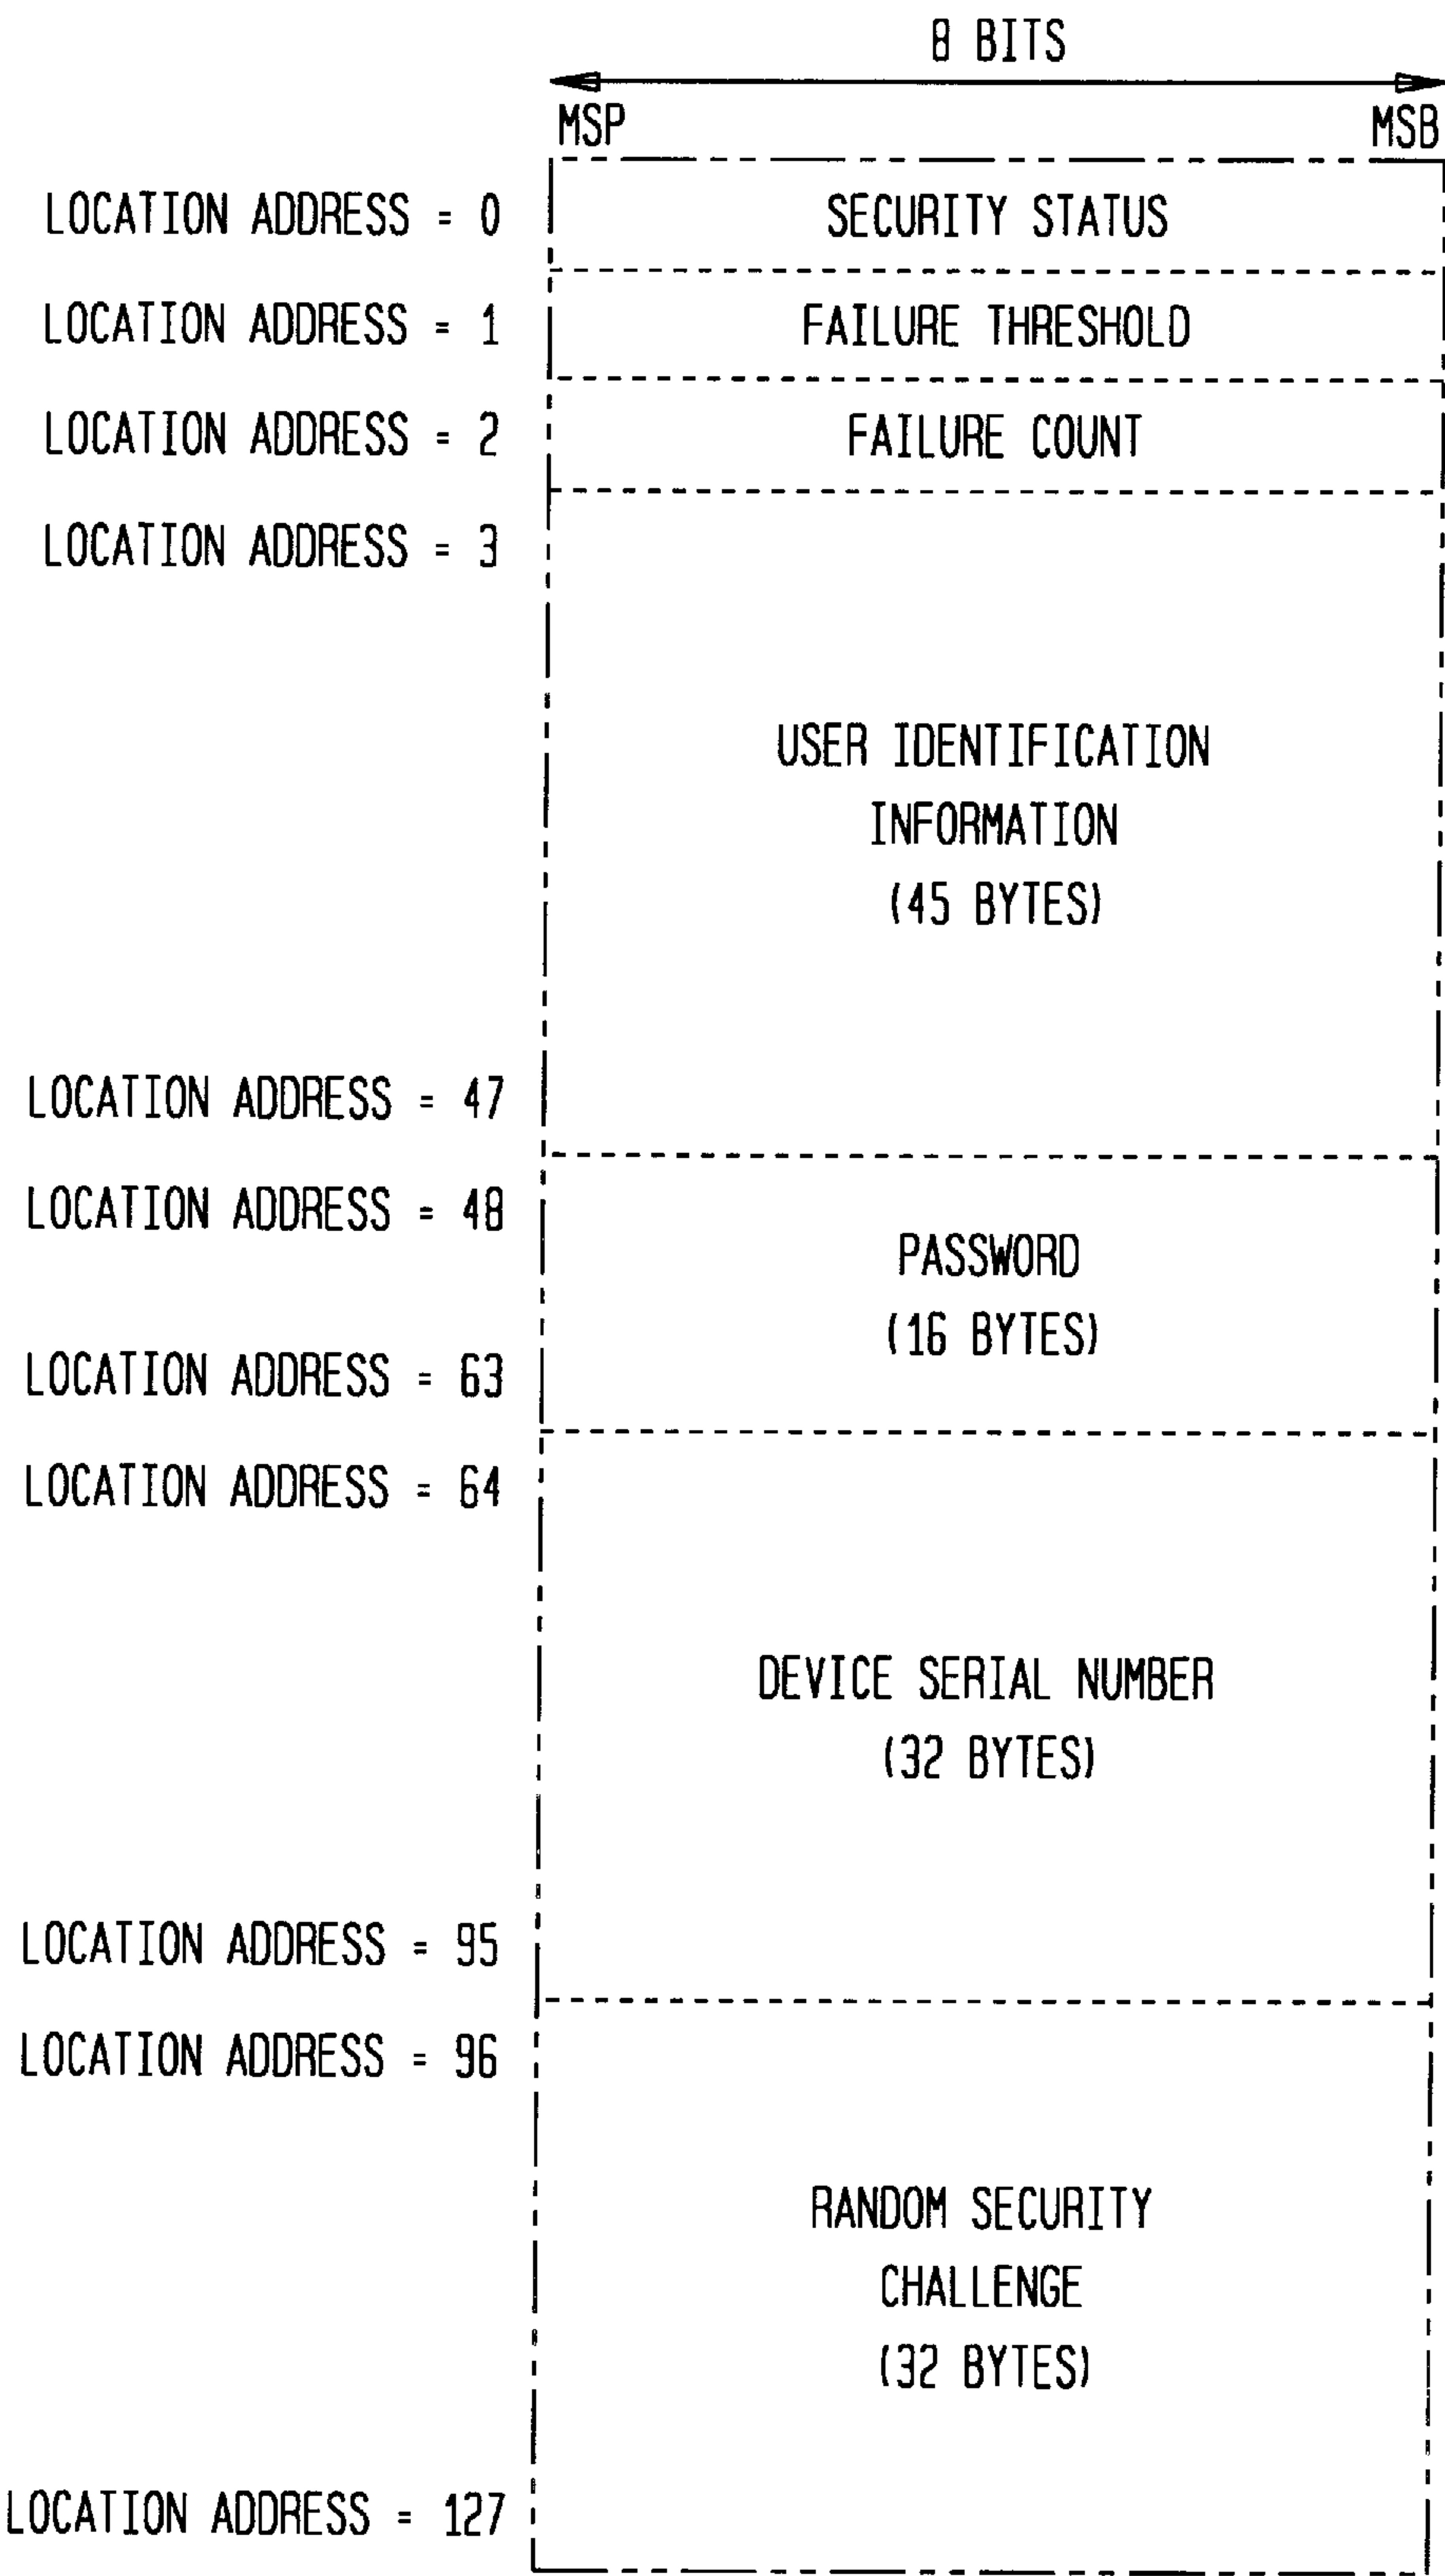 8 BITS
MSP MSB
LOCATION ADDRESS = 0 SECURITY STATUS
LOCATION ADDRESS = 1 FAILURE THRESHOLD
LOCATION ADDRESS = 2 FAILURE COUNT
LOCATION ADDRESS = 3
USER IDENTIFICATION
INFORMATION
(45 BYTES)
LOCATION ADDRESS = 47
LOCATION ADDRESS = 48
PASSWORD
(16 BYTES)
LOCATION ADDRESS = 63
LOCATION ADDRESS = 64
DEVICE SERIAL NUMBER
(32 BYTES)
LOCATION ADDRESS = 95
LOCATION ADDRESS = 96
RANDOM SECURITY
CHALLENGE
(32 BYTES)
LOCATION ADDRESS = 127